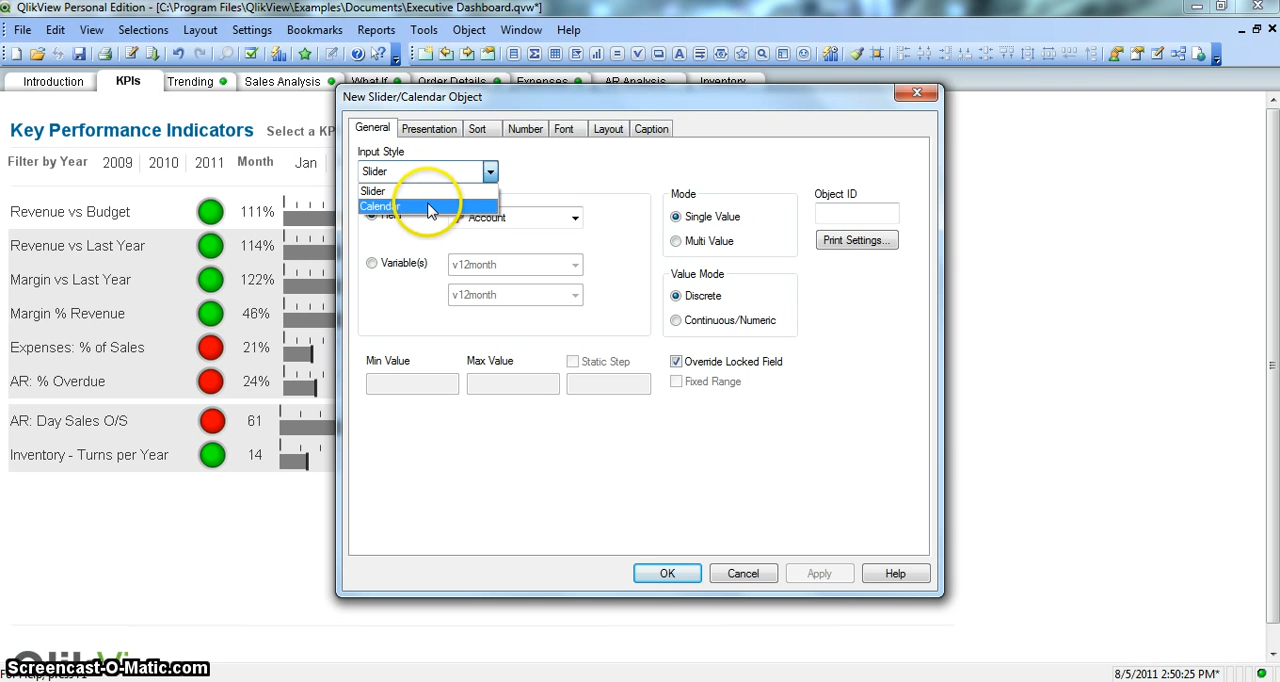 QlikView Personal Edition - [C:\Program Files\QlikView\Examples\Documents\Executive Dashboard.qvw*]
File Edit View Selections Layout Settings Bookmarks Reports Tools Object Window Help
Introduction KPIs Trending Sales Analysis What If Order Details Expenses AR Analysis Inventory
New Slider/Calendar Object
General Presentation Sort Number Font Layout Caption
Key Performance Indicators Select a KP
Filter by Year 2009 2010 2011 Month Jan
Revenue vs Budget 111%
Revenue vs Last Year 114%
Margin vs Last Year 122%
Margin % Revenue 46%
Expenses: % of Sales 21%
AR: % Overdue 24%
AR: Day Sales O/S 61
Inventory - Turns per Year 14
Input Style
Slider
Slider
Calendar
Field Account
Variable(s) v12month
v12month
Mode
Single Value
Multi Value
Object ID
Print Settings...
Value Mode
Discrete
Continuous/Numeric
Min Value Max Value Static Step
Override Locked Field
Fixed Range
OK Cancel Apply Help
Screencast-O-Matic.com
8/5/2011 2:50:25 PM*